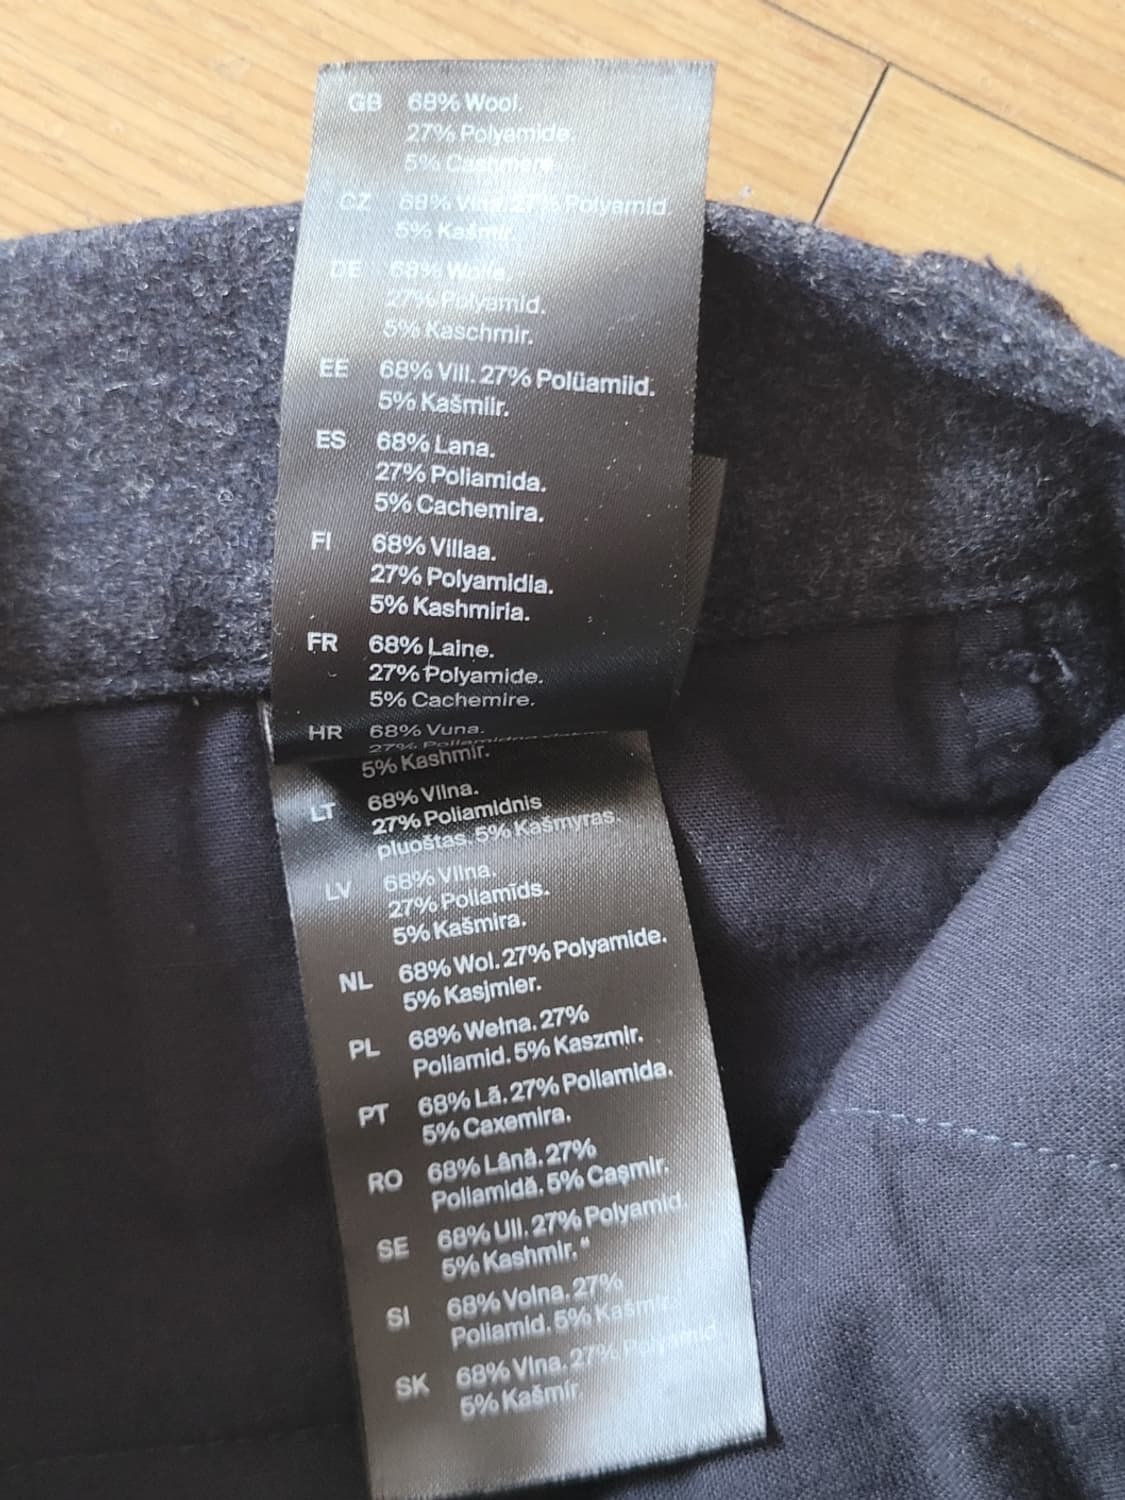 GB 68% Wool.
27% Polyamide.
5% Cashmere.
CZ 68% Vlna. 27% Polyamid
5% Kašmir.
DE 68% Wolle.
27% Polyamid.
5% Kaschmir.
EE 68% Vill. 27% Polüamiid.
5% Kašmiir.
ES 68% Lana.
27% Poliamida.
5% Cachemira.
FI 68% Villaa.
27% Polyamidia.
5% Kashmiria.
FR 68% Laine.
27% Polyamide.
5% Cachemire.
HR 68% Vuna.
27%
5% Kashmir.
LT 68% Vilna.
27% Poliamidnis
pluoštas. 5% Kašmyras.
LV 68% Vilna.
27% Poliamīds.
5% Kašmira.
NL 68% Wol. 27% Polyamide.
5% Kasjmier.
PL 68% Wełna. 27%
Poliamid. 5% Kaszmir.
PT 68% Lã. 27% Poliamida.
5% Caxemira.
RO 68% Lână. 27%
Poliamidă. 5% Caşmir.
SE 68% Ull. 27% Polyamid.
5% Kashmir.
SI 68% Volna. 27%
Poliamid. 5% Kašmir.
SK 68% Vlna. 27% Polyamid
5% Kašmír.